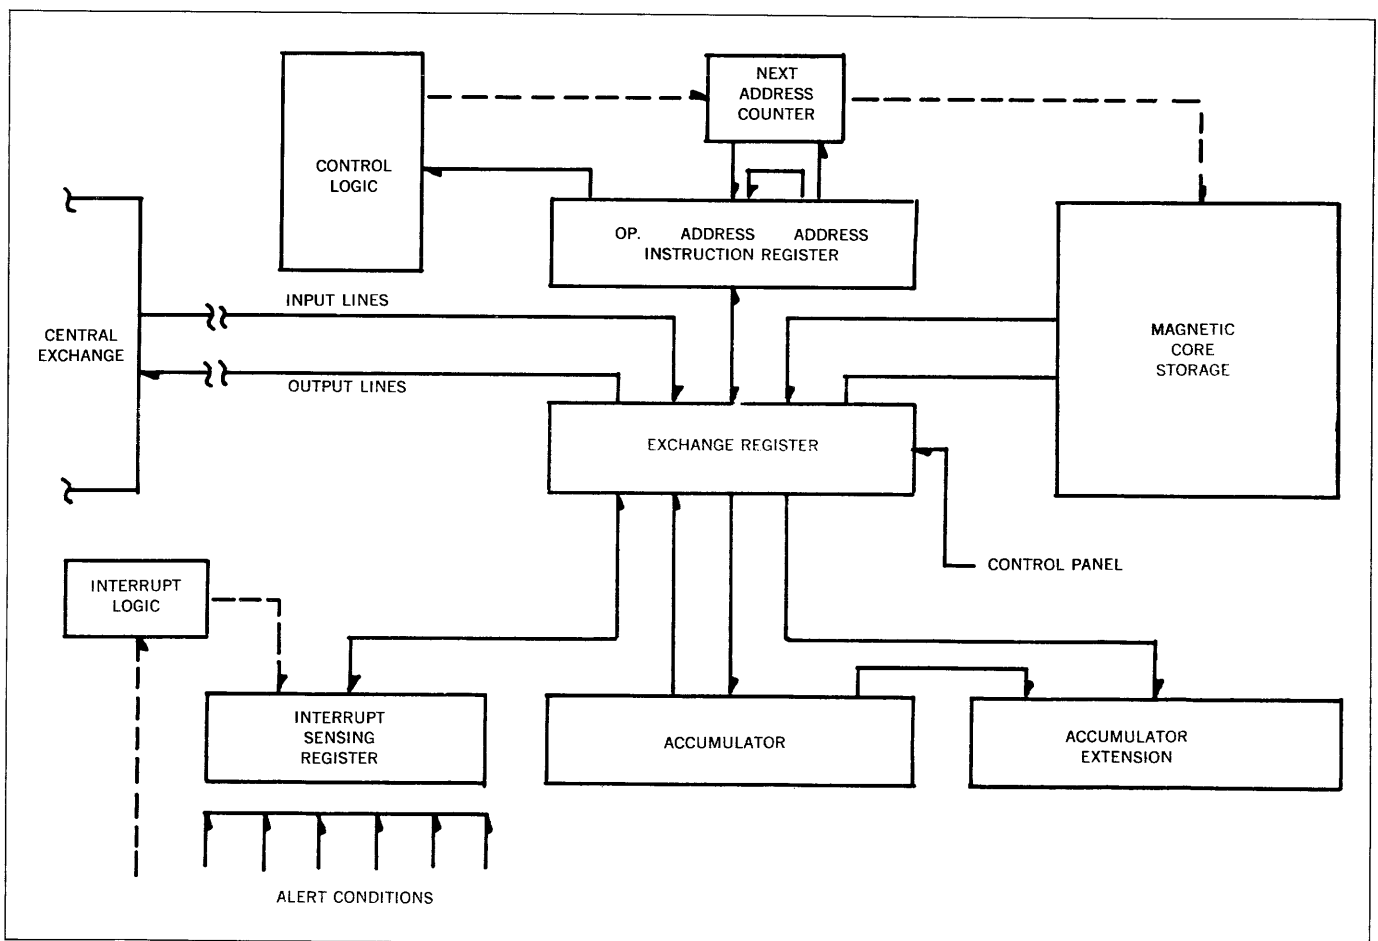 NEXT
ADDRESS
COUNTER
CONTROL
LOGIC
OP. ADDRESS ADDRESS
INSTRUCTION REGISTER
INPUT LINES
CENTRAL
EXCHANGE
MAGNETIC
CORE
STORAGE
OUTPUT LINES
EXCHANGE REGISTER
CONTROL PANEL
INTERRUPT
LOGIC
INTERRUPT
SENSING
REGISTER
ACCUMULATOR
ACCUMULATOR
EXTENSION
ALERT CONDITIONS